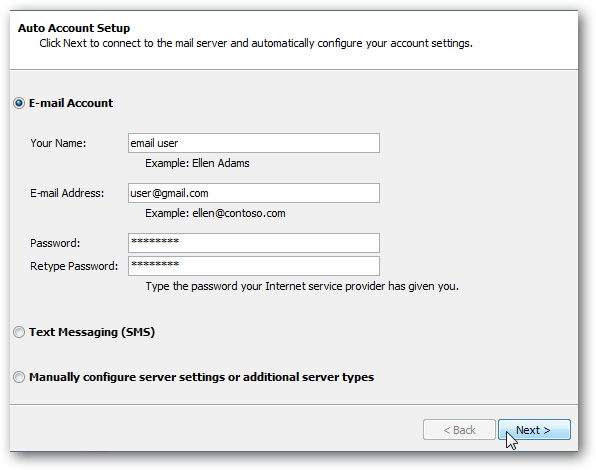 Auto Account Setup
Click Next to connect to the mail server and automatically configure your account settings.
E-mail Account
Your Name: email user
Example: Ellen Adams
E-mail Address: user@gmail.com
Example: ellen@contoso.com
Password: ********
Retype Password: ********
Type the password your Internet service provider has given you.
Text Messaging (SMS)
Manually configure server settings or additional server types
< Back Next >